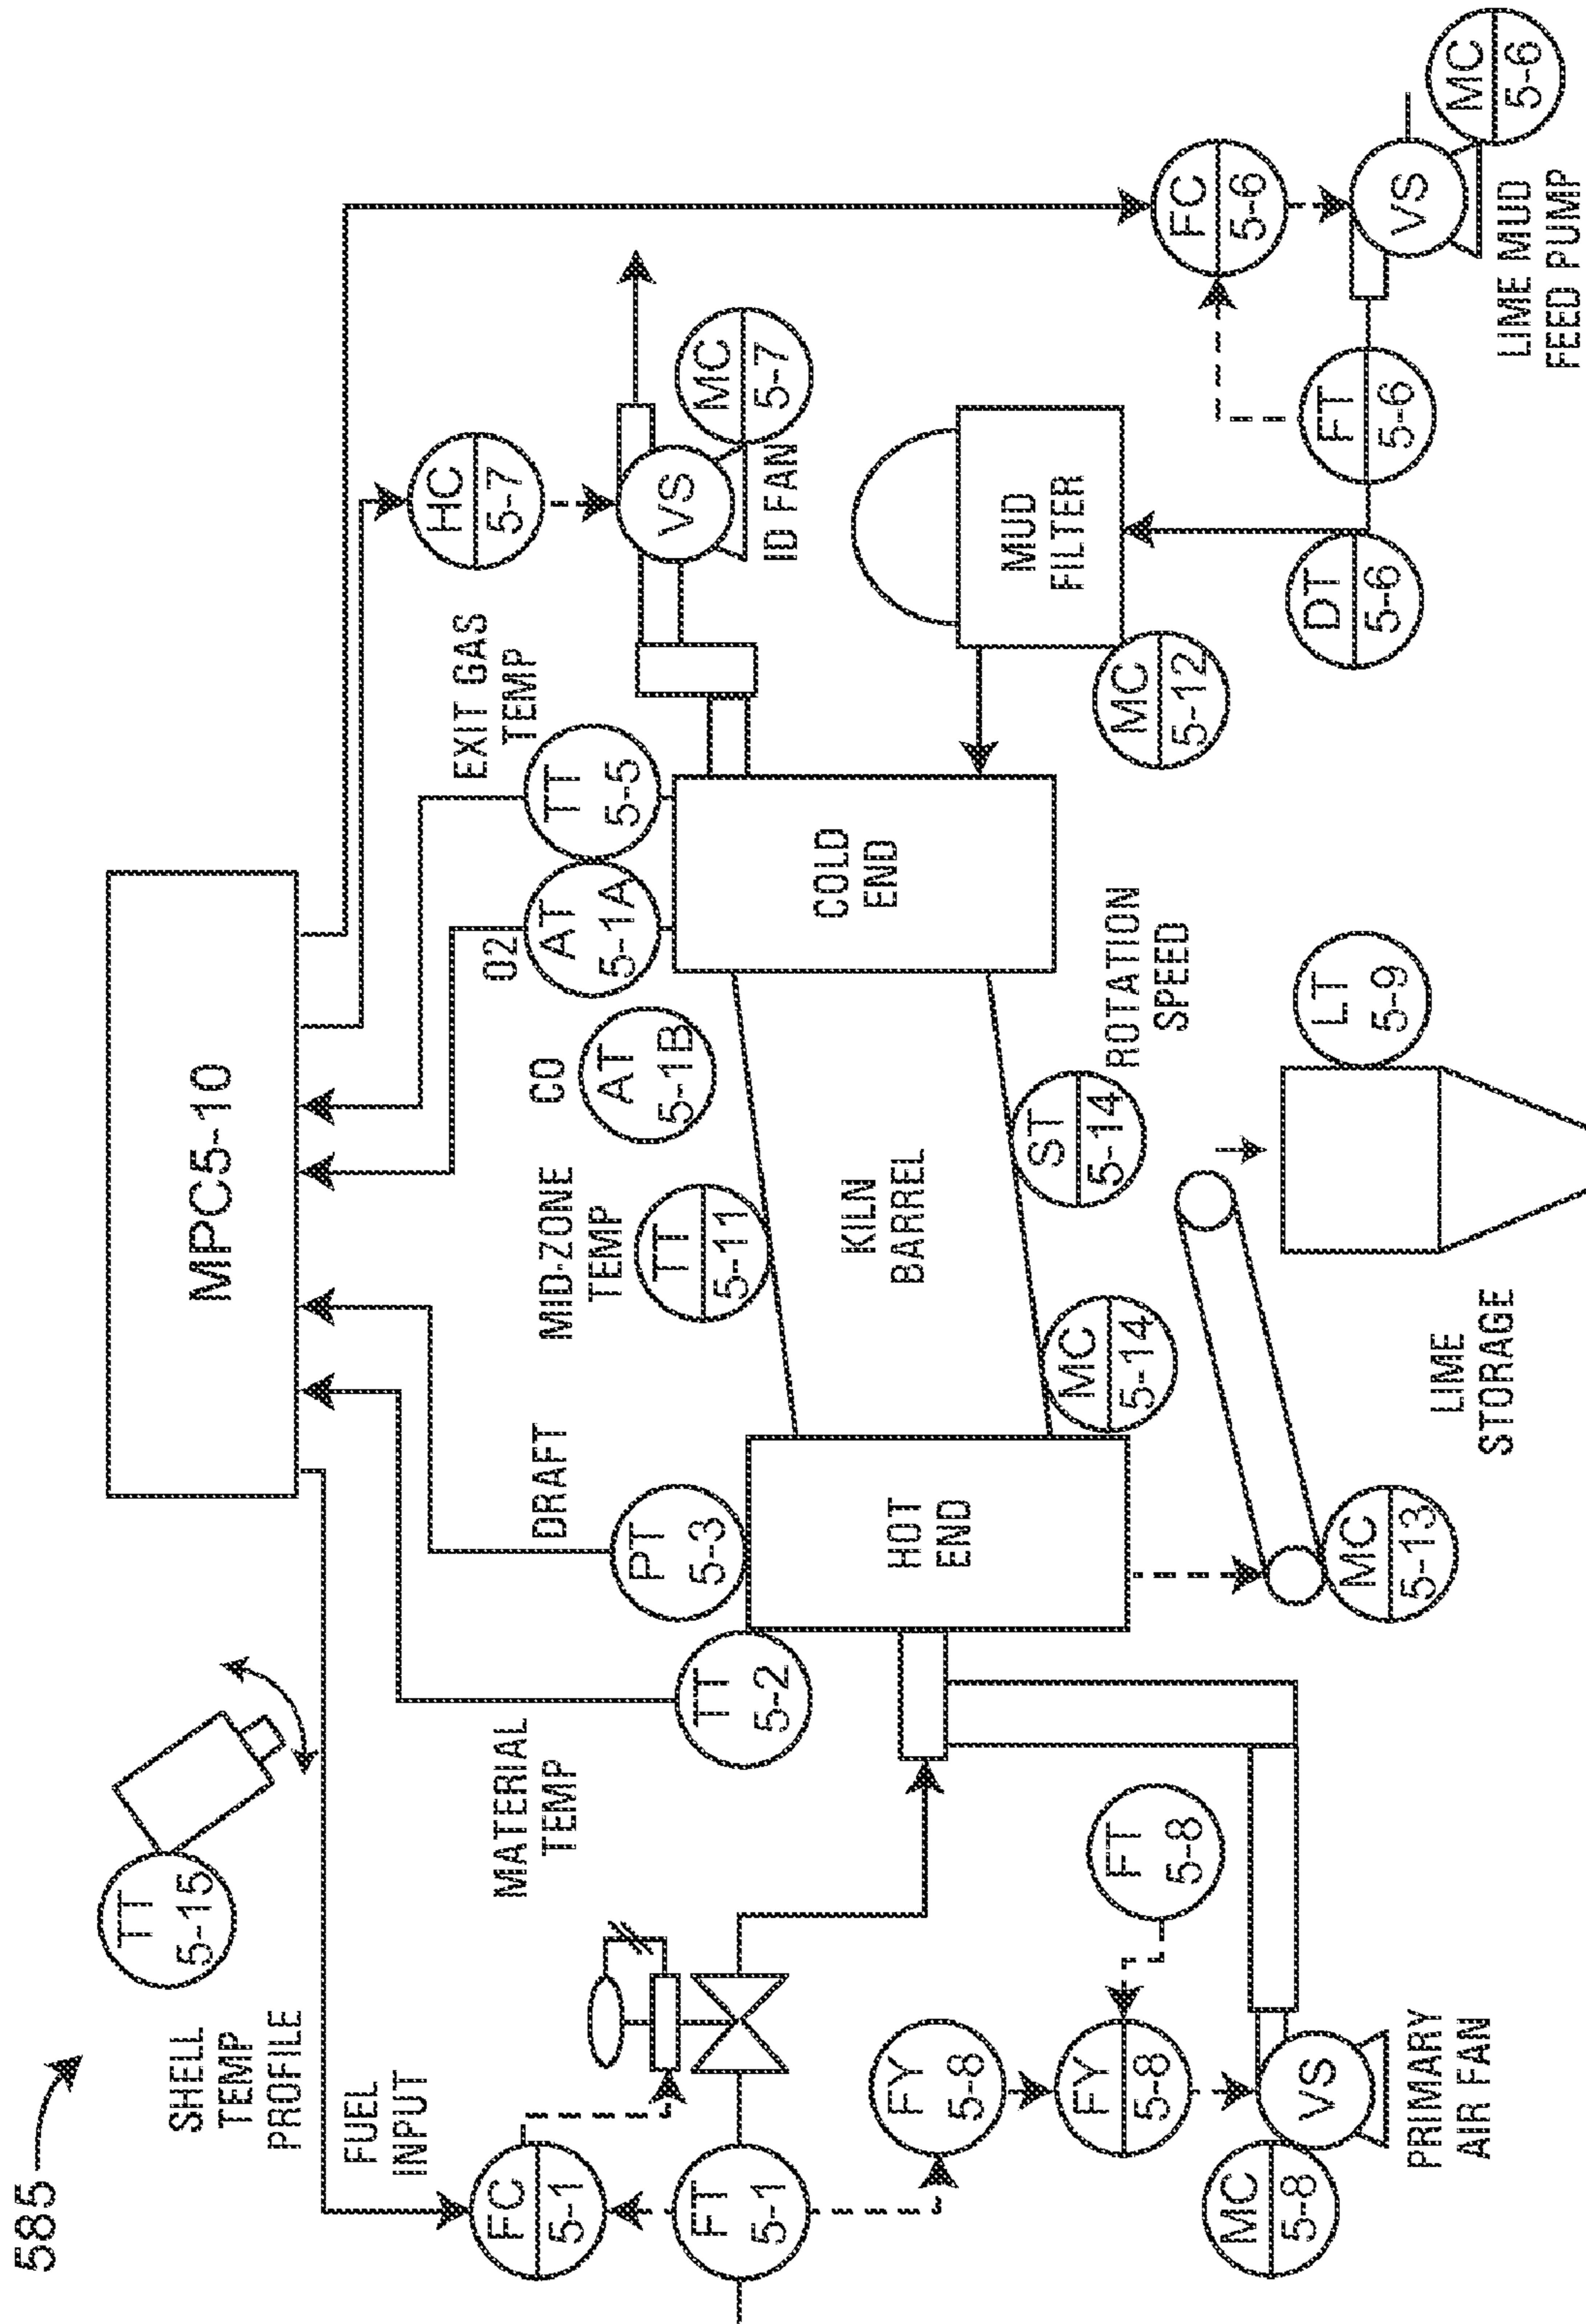 585
MPC5-10
SHELL
TEMP
PROFILE
TT
5-15
FUEL
INPUT
FC
5-1
FT
5-1
MATERIAL
TEMP
TT
5-2
DRAFT
PT
5-3
MID-ZONE
TEMP
TT
5-11
CO
AT
5-1B
O2
AT
5-1A
EXIT GAS
TEMP
TT
5-5
HC
5-7
VS
MC
5-7
ID FAN
HOT
END
KILN
BARREL
COLD
END
MUD
FILTER
MC
5-12
FC
5-6
FY
5-8
FY
5-8
FT
5-8
MC
5-8
VS
PRIMARY
AIR FAN
MC
5-14
ST
5-14
ROTATION
SPEED
MC
5-13
LIME
STORAGE
LT
5-9
DT
5-6
FT
5-6
VS
MC
5-6
LIME MUD
FEED PUMP